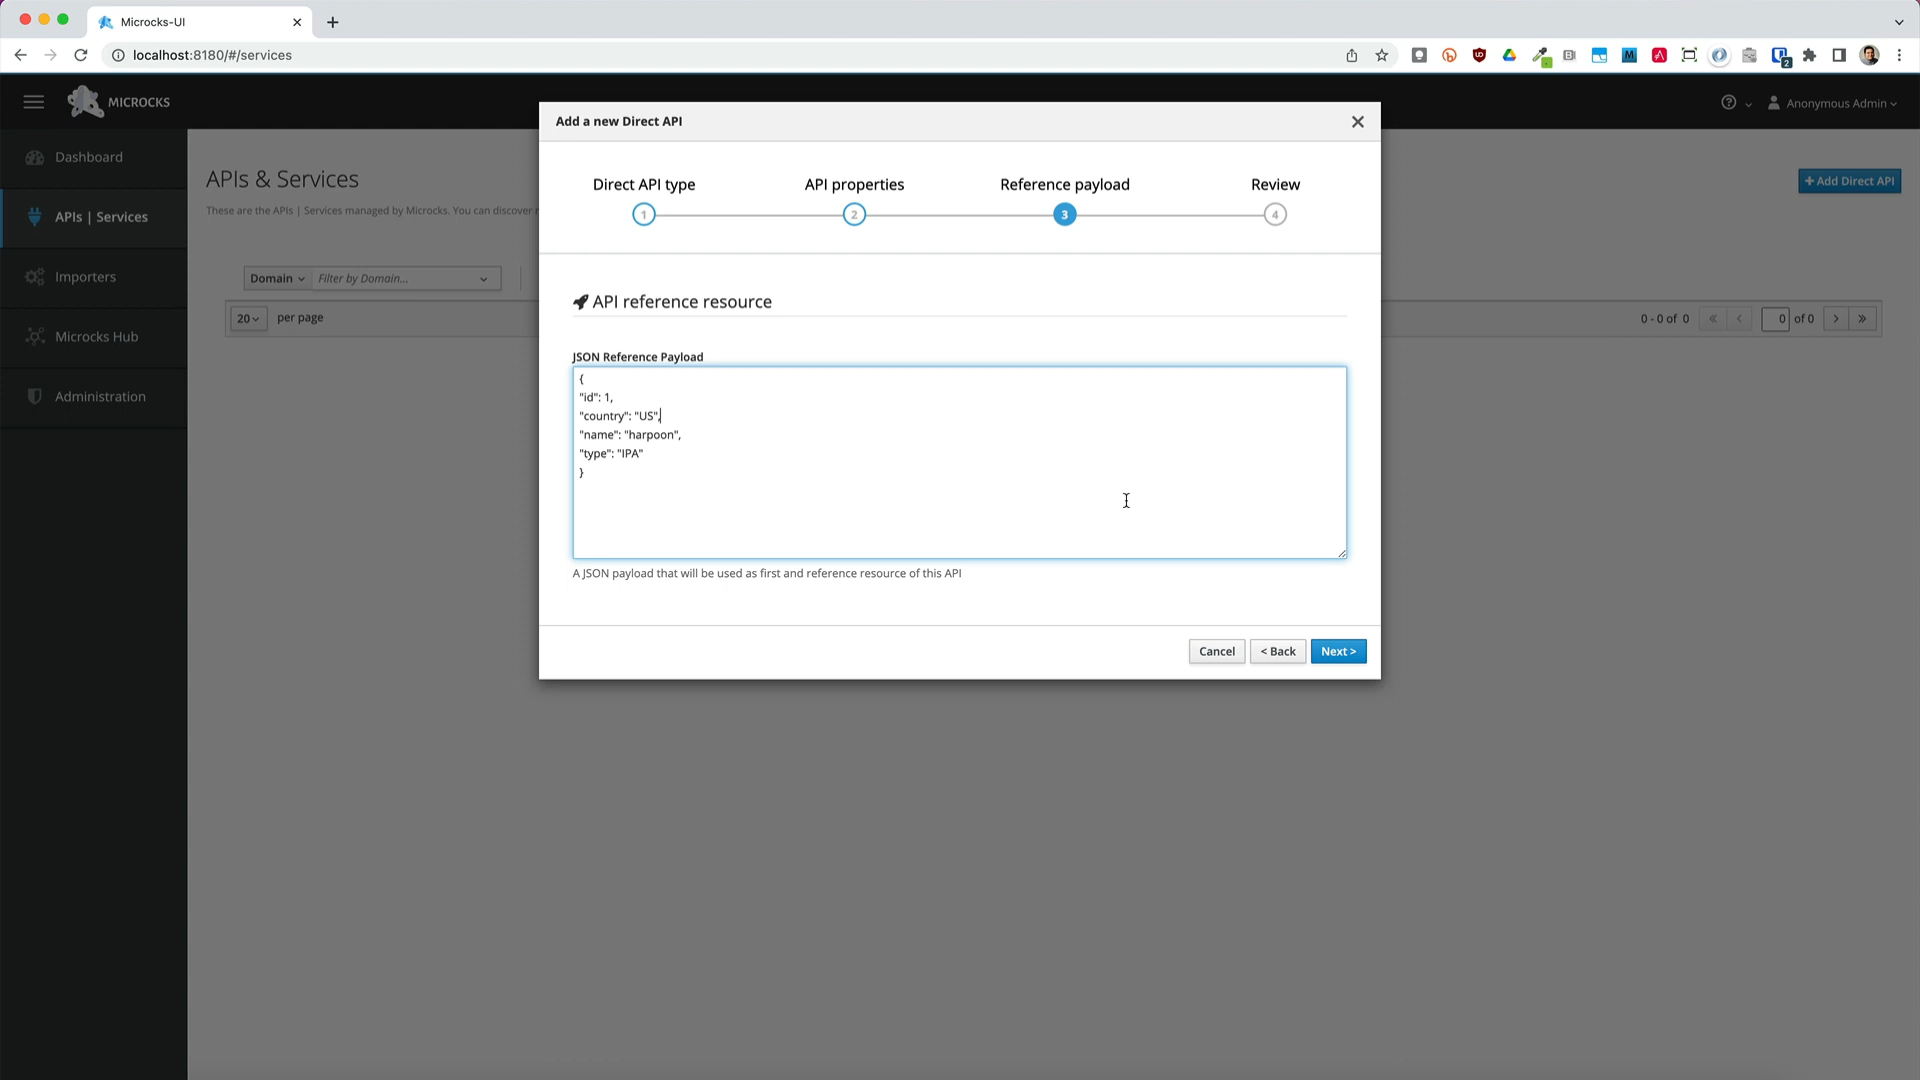 Microcks-UI
localhost:8180/#/services
2
MICROCKS
Anonymous Admin
Add a new Direct API
Dashboard
APIs | Services
Importers
Microcks Hub
Administration
APIs & Services
These are the APIs | Services managed by Microcks. You can discover
+ Add Direct API
Direct API type
API properties
Reference payload
Review
1
2
3
4
Domain
Filter by Domain...
20
per page
0 - 0 of 0
0 of 0
API reference resource
JSON Reference Payload
{
"id": 1,
"country": "US",
"name": "harpoon",
"type": "IPA"
}
A JSON payload that will be used as first and reference resource of this API
Cancel
< Back
Next >